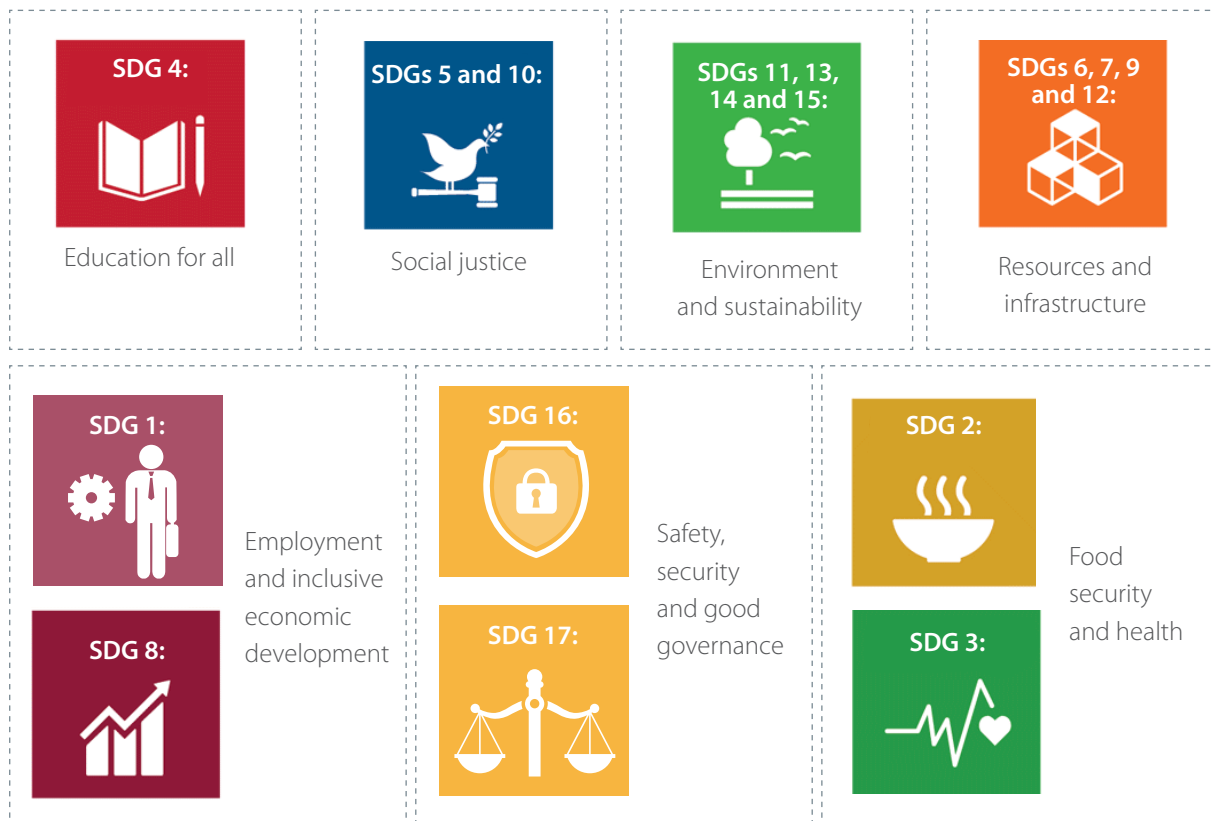 SDG 4:
Education for all
SDGs 5 and 10:
Social justice
SDGs 11, 13,
14 and 15:
Environment
and sustainability
SDGs 6, 7, 9
and 12:
Resources and
infrastructure
SDG 1:
SDG 8:
Employment
and inclusive
economic
development
SDG 16:
SDG 17:
Safety,
security
and good
governance
SDG 2:
SDG 3:
Food
security
and health